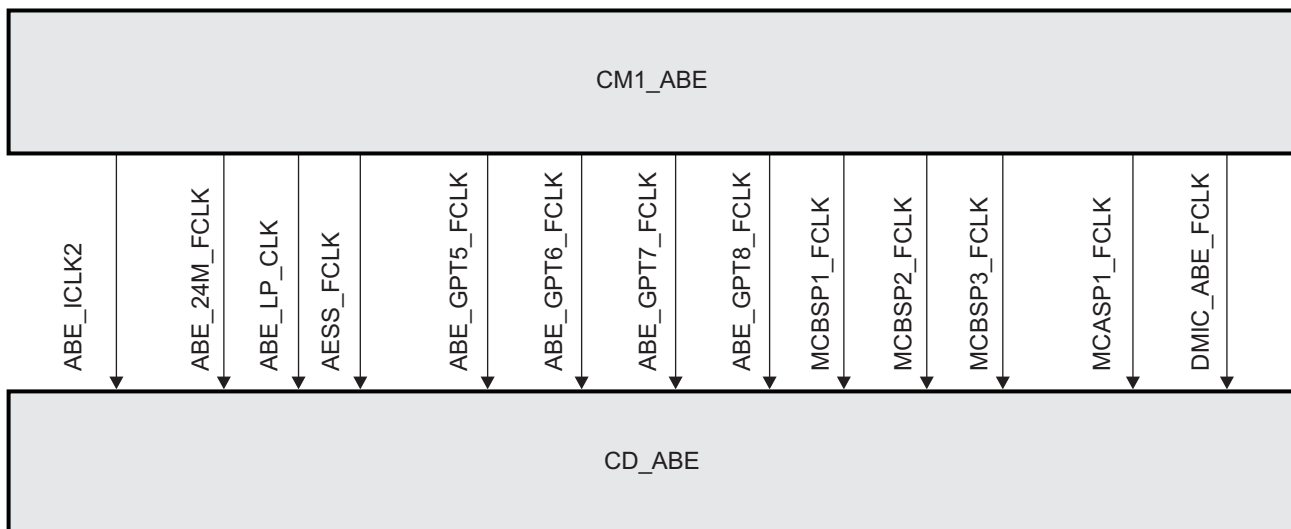 CM1_ABE
ABE_ICLK2
ABE_24M_FCLK
ABE_LP_CLK
AESS_FCLK
ABE_GPT5_FCLK
ABE_GPT6_FCLK
ABE_GPT7_FCLK
ABE_GPT8_FCLK
MCBSP1_FCLK
MCBSP2_FCLK
MCBSP3_FCLK
MCASP1_FCLK
DMIC_ABE_FCLK
CD_ABE